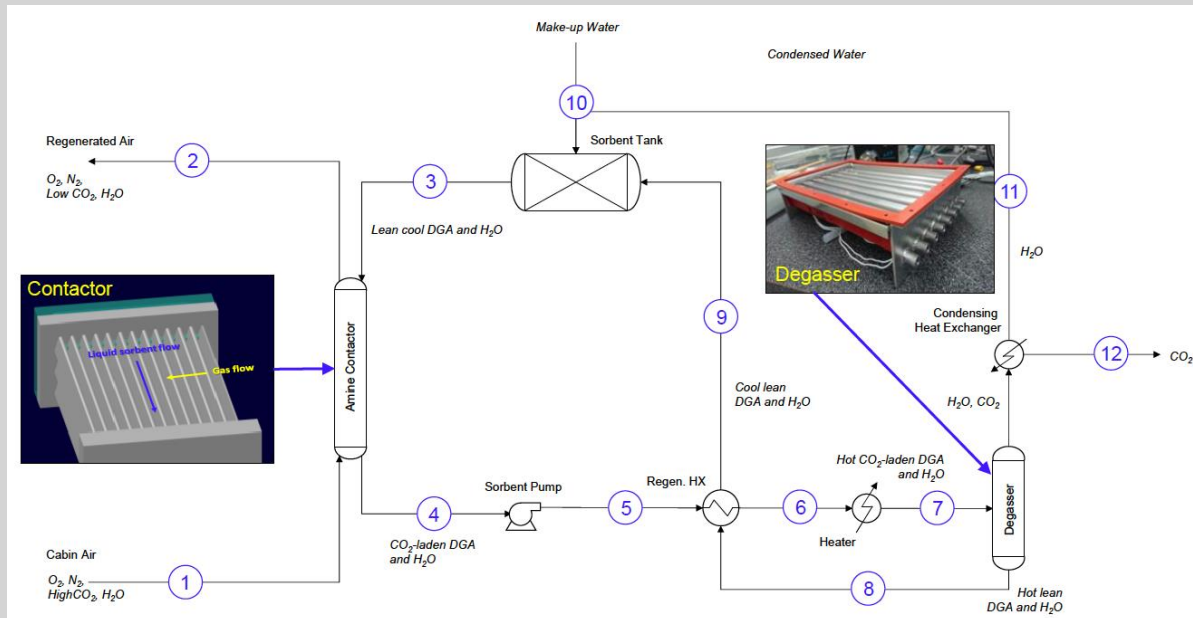 Make-up Water
Condensed Water
10
Regenerated Air
2
O₂, N₂,
Low CO₂, H₂O
Sorbent Tank
3
Lean cool DGA and H₂O
11
H₂O
Degasser
Contactor
Liquid sorbent flow
Gas flow
Amine Contactor
9
Condensing
Heat Exchanger
12
CO₂
Cool lean
DGA and H₂O
H₂O, CO₂
Hot CO₂-laden DGA
and H₂O
Sorbent Pump
Regen. HX
4
5
6
7
Heater
Degasser
CO₂-laden DGA
and H₂O
Cabin Air
O₂, N₂,
HighCO₂, H₂O
1
8
Hot lean
DGA and H₂O